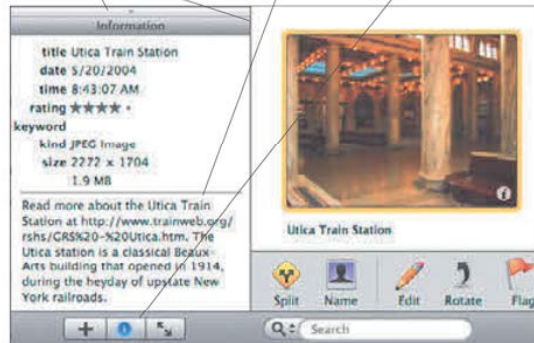 Information
title Utica Train Station
date 5/20/2004
time 8:43:07 AM
rating ★★★★ •
keyword
kind JPEG Image
size 2272 x 1704
1.9 MB
Read more about the Utica Train
Station at http://www.trainweb.org/
rshs/GRS%20-%20Utica.htm. The
Utica station is a classical Beaux-
Arts building that opened in 1914,
during the heyday of upstate New
York railroads.
Utica Train Station
Split Name Edit Rotate Flag
Search